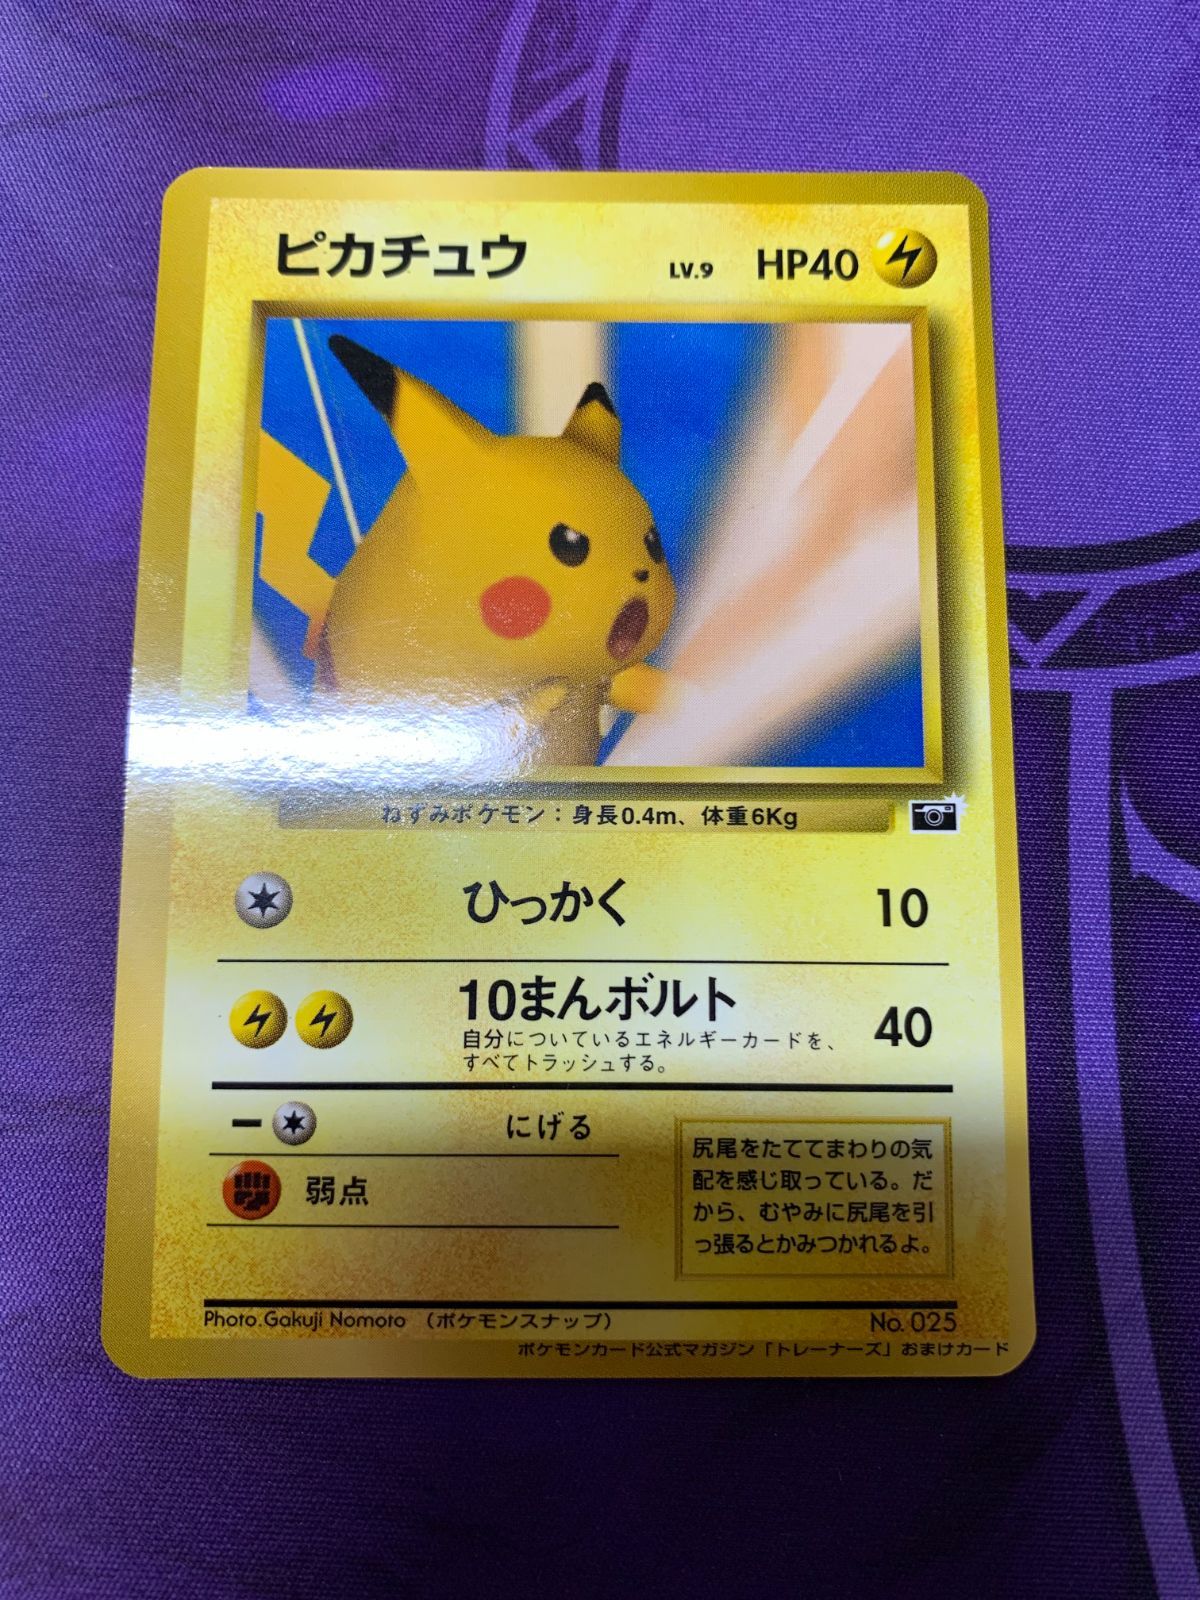 ピカチュウ LV.9 HP40
ねずみポケモン：身長0.4m、体重6Kg
ひっかく 10
10まんボルト 40
自分についているエネルギーカードを、
すべてトラッシュする。
にげる
弱点
尻尾をたててまわりの気
配を感じ取っている。だ
から、むやみに尻尾を引
っ張るとかみつかれるよ。
Photo.Gakuji Nomoto （ポケモンスナップ） No.025
ポケモンカード公式マガジン「トレーナーズ」おまけカード